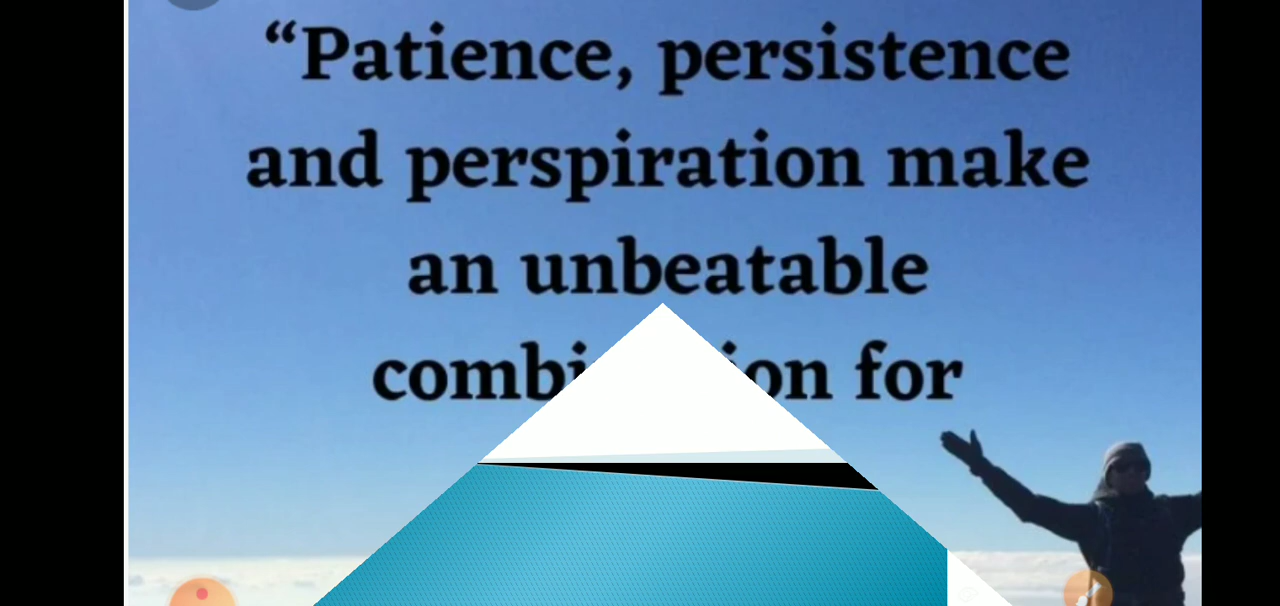 “Patience, persistence
and perspiration make
an unbeatable
for